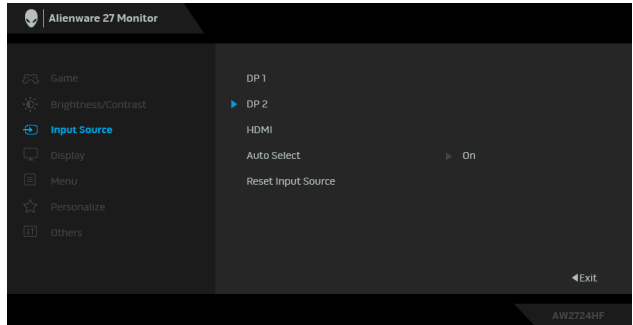 Alienware 27 Monitor
Game
Brightness/Contrast
Input Source
Display
Menu
Personalize
Others
DP 1
DP 2
HDMI
Auto Select On
Reset Input Source
Exit
AW2724HF